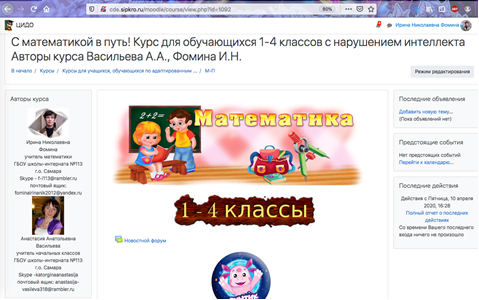 cde.sipkro.ru/moodle/course/view.php?id=1092
80%
ЦИДО
Ирина Николаевна Фомина
С математикой в путь! Курс для обучающихся 1-4 классов с нарушением интеллекта
Авторы курса Васильева А.А., Фомина И.Н.
В начало / Курсы / Курсы для учащихся, обучающихся по адаптированным ... / М-П
Режим редактирования
Авторы курса
Ирина Николаевна
Фомина
учитель математики
ГБОУ школы-интерната №113
г.о. Самара
Skype - f-i113@rambler.ru
почтовый ящик:
fominairinanik2012@yandex.ru
Анастасия Анатольевна
Васильева
учитель начальных классов
ГБОУ школы-интерната №113
г.о. Самара
Skype -katorginaanastasija
почтовый ящик: anastasija-
vasileva318@rambler.ru
2+2=
Математика
1-4 классы
Новостной форум
Последние объявления
Добавить новую тему...
(Пока объявлений нет)
Предстоящие события
Нет предстоящих событий
Перейти к календарю...
Последние действия
Действия с Пятница, 10 апреля
2020, 16:28
Полный отчет о последних
действиях
Со времени Вашего последнего
входа ничего не произошло